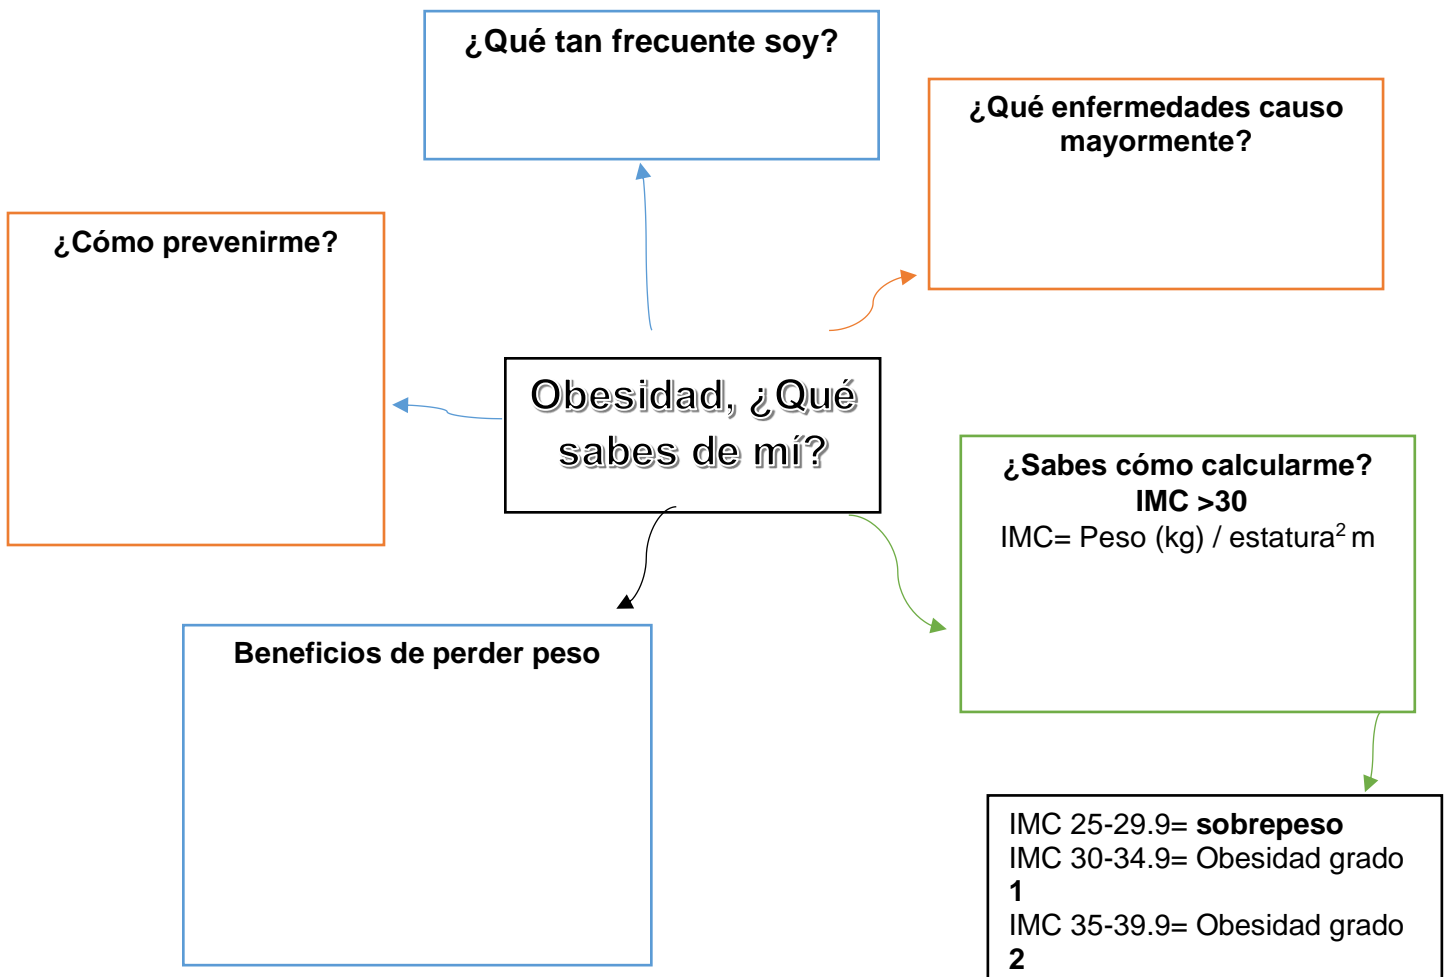 ¿Qué tan frecuente soy?
¿Qué enfermedades causo
mayormente?
¿Cómo prevenirme?
Obesidad, ¿Qué
sabes de mí?
¿Sabes cómo calcularme?
IMC >30
IMC= Peso (kg) / estatura² m
Beneficios de perder peso
IMC 25-29.9= sobrepeso
IMC 30-34.9= Obesidad grado
1
IMC 35-39.9= Obesidad grado
2